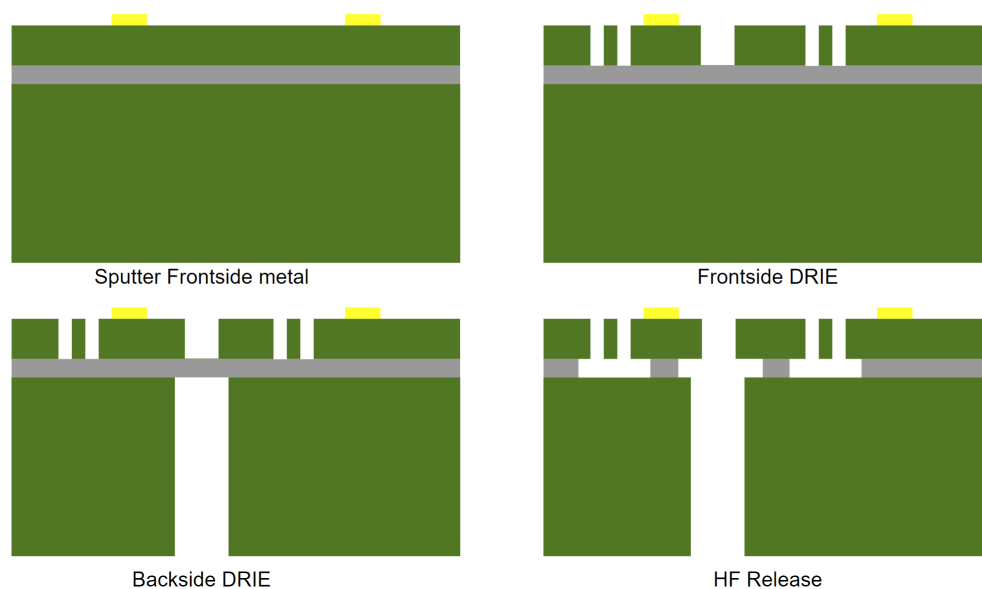 Sputter Frontside metal
Frontside DRIE
Backside DRIE
HF Release